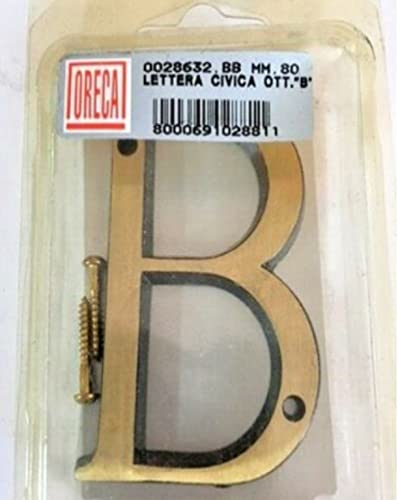 ORECA
0028632.BB MM.80
LETTERA CIVICA OTT."B"
8000691028811
B